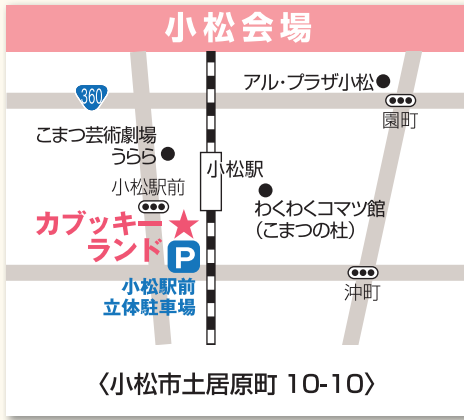 小松会場
360
アル・プラザ小松
園町
こまつ芸術劇場
うらら
小松駅
小松駅前
わくわくコマツ館
(こまつの杜)
カブッキー
ランド
P
小松駅前
立体駐車場
沖町
〈小松市土居原町 10-10〉